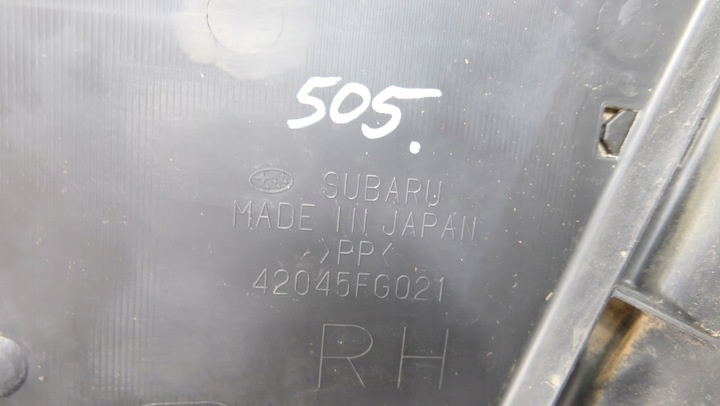 505.
SUBARU
MADE IN JAPAN
>PP<
42045FG021
RH